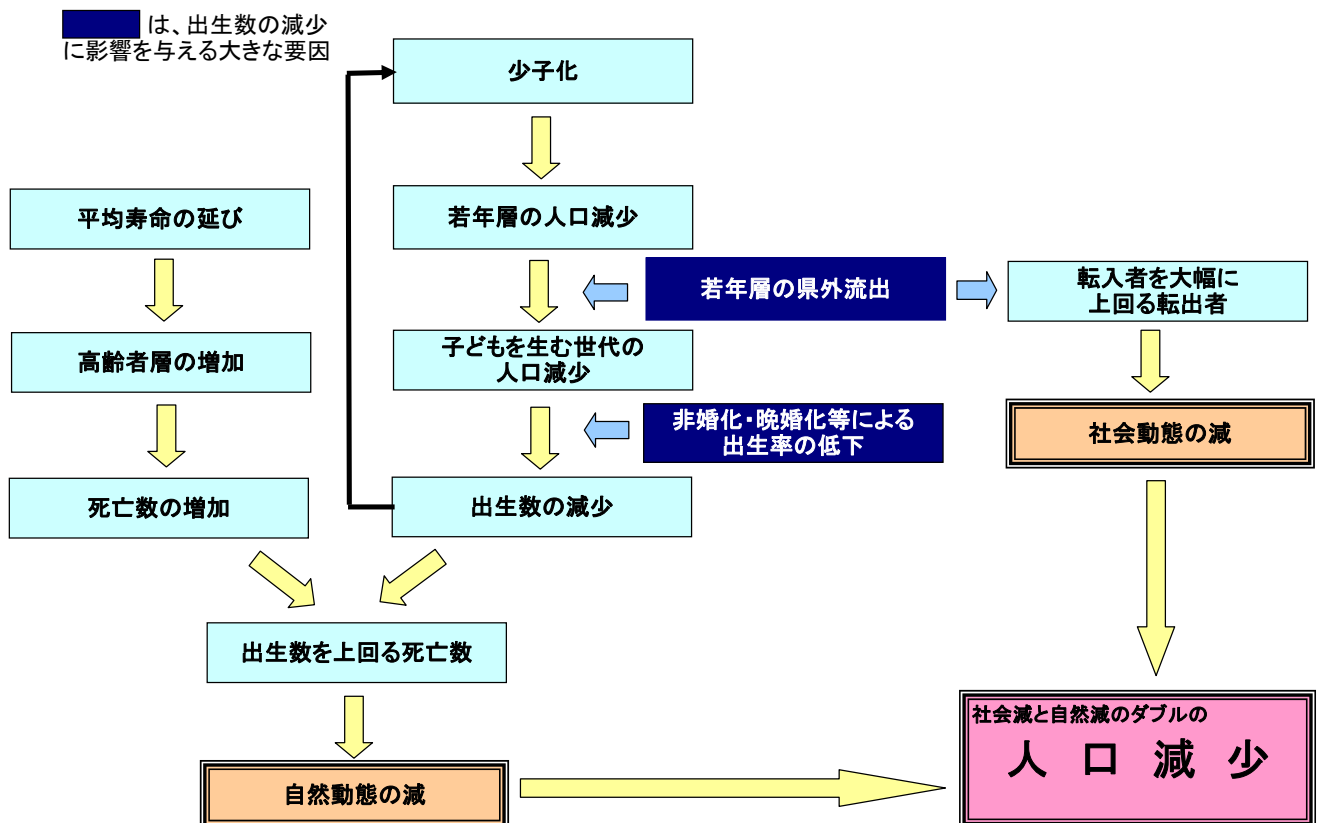 は、出生数の減少
に影響を与える大きな要因
少子化
平均寿命の延び
若年層の人口減少
若年層の県外流出
転入者を大幅に
上回る転出者
高齢者層の増加
子どもを生む世代の
人口減少
非婚化・晩婚化等による
出生率の低下
社会動態の減
死亡数の増加
出生数の減少
出生数を上回る死亡数
社会減と自然減のダブルの
人口減少
自然動態の減